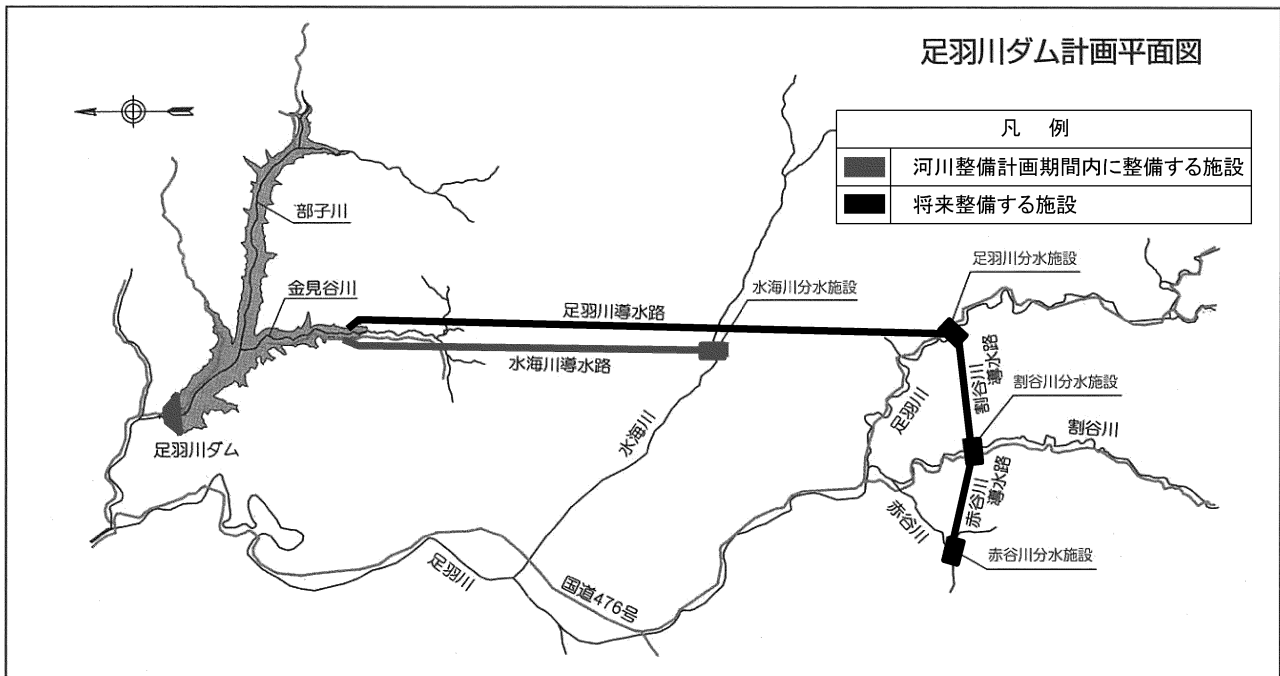 足羽川ダム計画平面図
凡　例
河川整備計画期間内に整備する施設
将来整備する施設
部子川
金見谷川
足羽川分水施設
水海川分水施設
足羽川導水路
水海川導水路
割谷川
導水路
割谷川分水施設
足羽川
割谷川
水海川
足羽川ダム
赤谷川
導水路
赤谷川
赤谷川分水施設
足羽川
国道476号